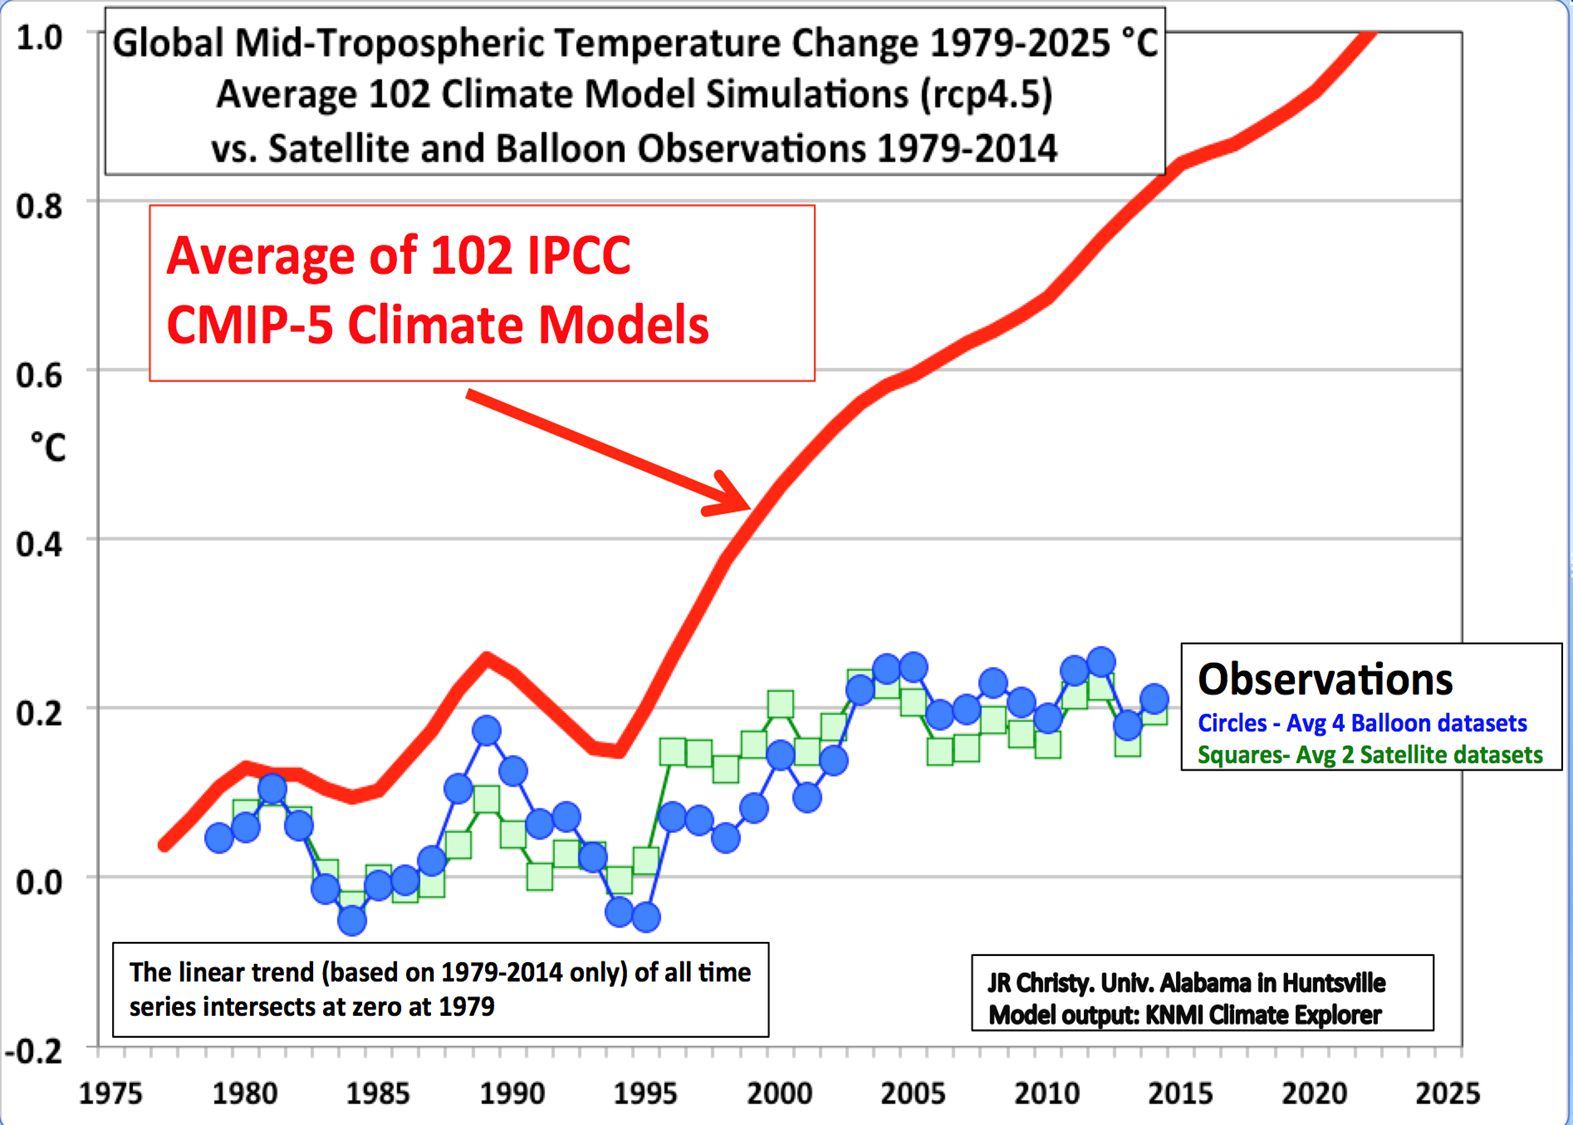 Global Mid-Tropospheric Temperature Change 1979-2025 °C
Average 102 Climate Model Simulations (rcp4.5)
vs. Satellite and Balloon Observations 1979-2014
1.0
0.8
0.6
°C
0.4
0.2
0.0
-0.2
Average of 102 IPCC
CMIP-5 Climate Models
Observations
Circles - Avg 4 Balloon datasets
Squares- Avg 2 Satellite datasets
The linear trend (based on 1979-2014 only) of all time
series intersects at zero at 1979
JR Christy. Univ. Alabama in Huntsville
Model output: KNMI Climate Explorer
1975 1980 1985 1990 1995 2000 2005 2010 2015 2020 2025